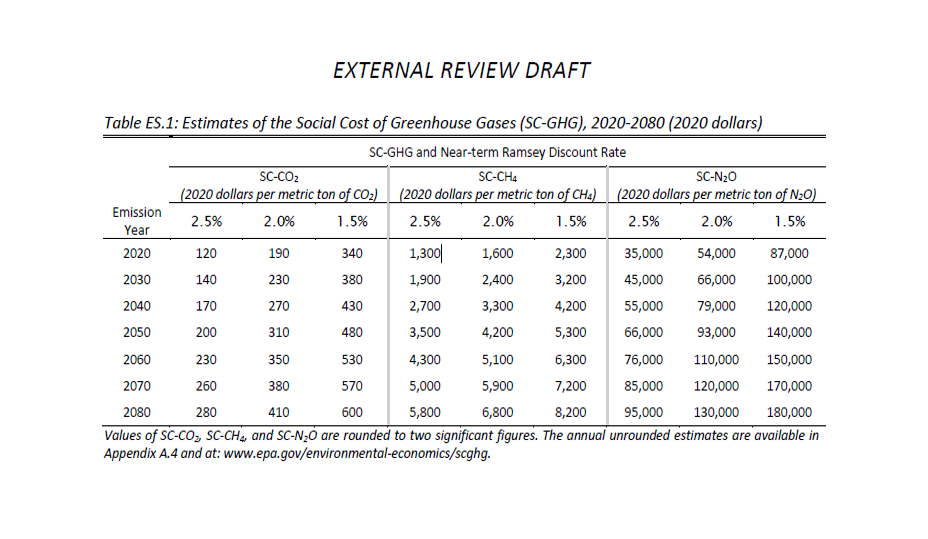 EXTERNAL REVIEW DRAFT
Table ES.1: Estimates of the Social Cost of Greenhouse Gases (SC-GHG), 2020-2080 (2020 dollars)
SC-GHG and Near-term Ramsey Discount Rate
SC-CO₂ SC-CH₄ SC-N₂O
(2020 dollars per metric ton of CO₂) (2020 dollars per metric ton of CH₄) (2020 dollars per metric ton of N₂O)
Emission
Year 2.5% 2.0% 1.5% 2.5% 2.0% 1.5% 2.5% 2.0% 1.5%
2020 120 190 340 1,300 1,600 2,300 35,000 54,000 87,000
2030 140 230 380 1,900 2,400 3,200 45,000 66,000 100,000
2040 170 270 430 2,700 3,300 4,200 55,000 79,000 120,000
2050 200 310 480 3,500 4,200 5,300 66,000 93,000 140,000
2060 230 350 530 4,300 5,100 6,300 76,000 110,000 150,000
2070 260 380 570 5,000 5,900 7,200 85,000 120,000 170,000
2080 280 410 600 5,800 6,800 8,200 95,000 130,000 180,000
Values of SC-CO₂, SC-CH₄, and SC-N₂O are rounded to two significant figures. The annual unrounded estimates are available in
Appendix A.4 and at: www.epa.gov/environmental-economics/scghg.